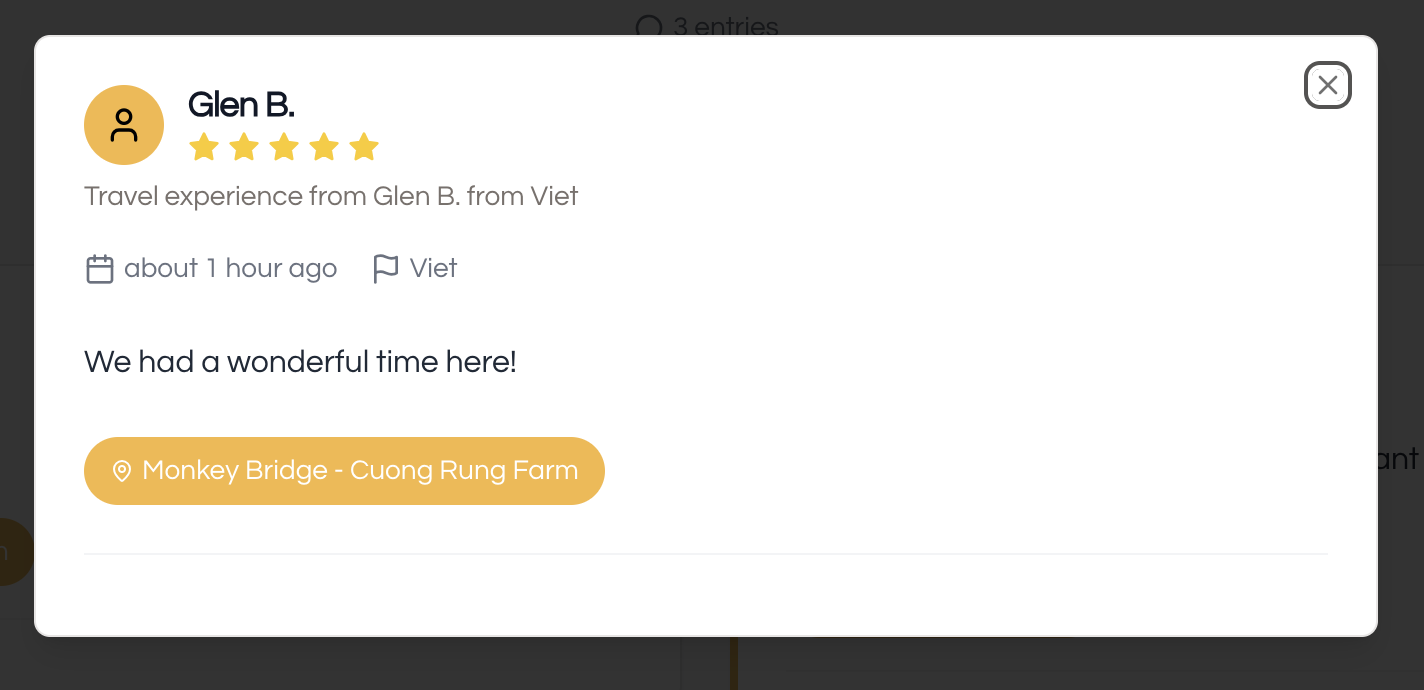 3 entries
Glen B.
Travel experience from Glen B. from Viet
about 1 hour ago
Viet
We had a wonderful time here!
Monkey Bridge - Cuong Rung Farm